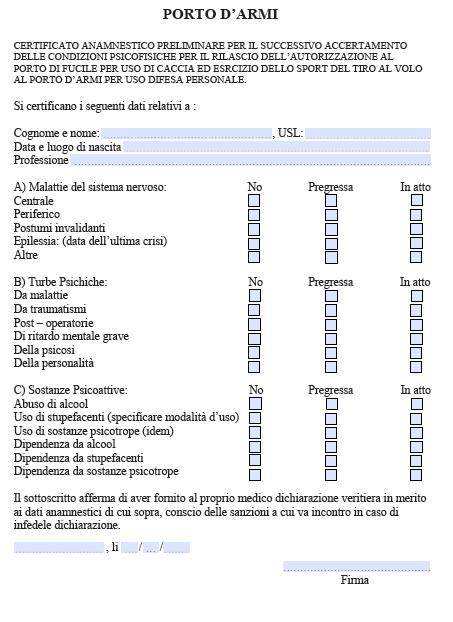 PORTO D’ARMI
CERTIFICATO ANAMNESTICO PRELIMINARE PER IL SUCCESSIVO ACCERTAMENTO
DELLE CONDIZIONI PSICOFISICHE PER IL RILASCIO DELL’AUTORIZZAZIONE AL
PORTO DI FUCILE PER USO DI CACCIA ED ESRCIZIO DELLO SPORT DEL TIRO AL VOLO
AL PORTO D’ARMI PER USO DIFESA PERSONALE.
Si certificano i seguenti dati relativi a :
Cognome e nome: , USL:
Data e luogo di nascita
Professione
A) Malattie del sistema nervoso: No Pregressa In atto
Centrale
Periferico
Postumi invalidanti
Epilessia: (data dell’ultima crisi)
Altre
B) Turbe Psichiche: No Pregressa In atto
Da malattie
Da traumatismi
Post – operatorie
Di ritardo mentale grave
Della psicosi
Della personalità
C) Sostanze Psicoattive: No Pregressa In atto
Abuso di alcool
Uso di stupefacenti (specificare modalità d’uso)
Uso di sostanze psicotrope (idem)
Dipendenza da alcool
Dipendenza da stupefacenti
Dipendenza da sostanze psicotrope
Il sottoscritto afferma di aver fornito al proprio medico dichiarazione veritiera in merito
ai dati anamnestici di cui sopra, conscio delle sanzioni a cui va incontro in caso di
infedele dichiarazione.
, li / ... /
Firma